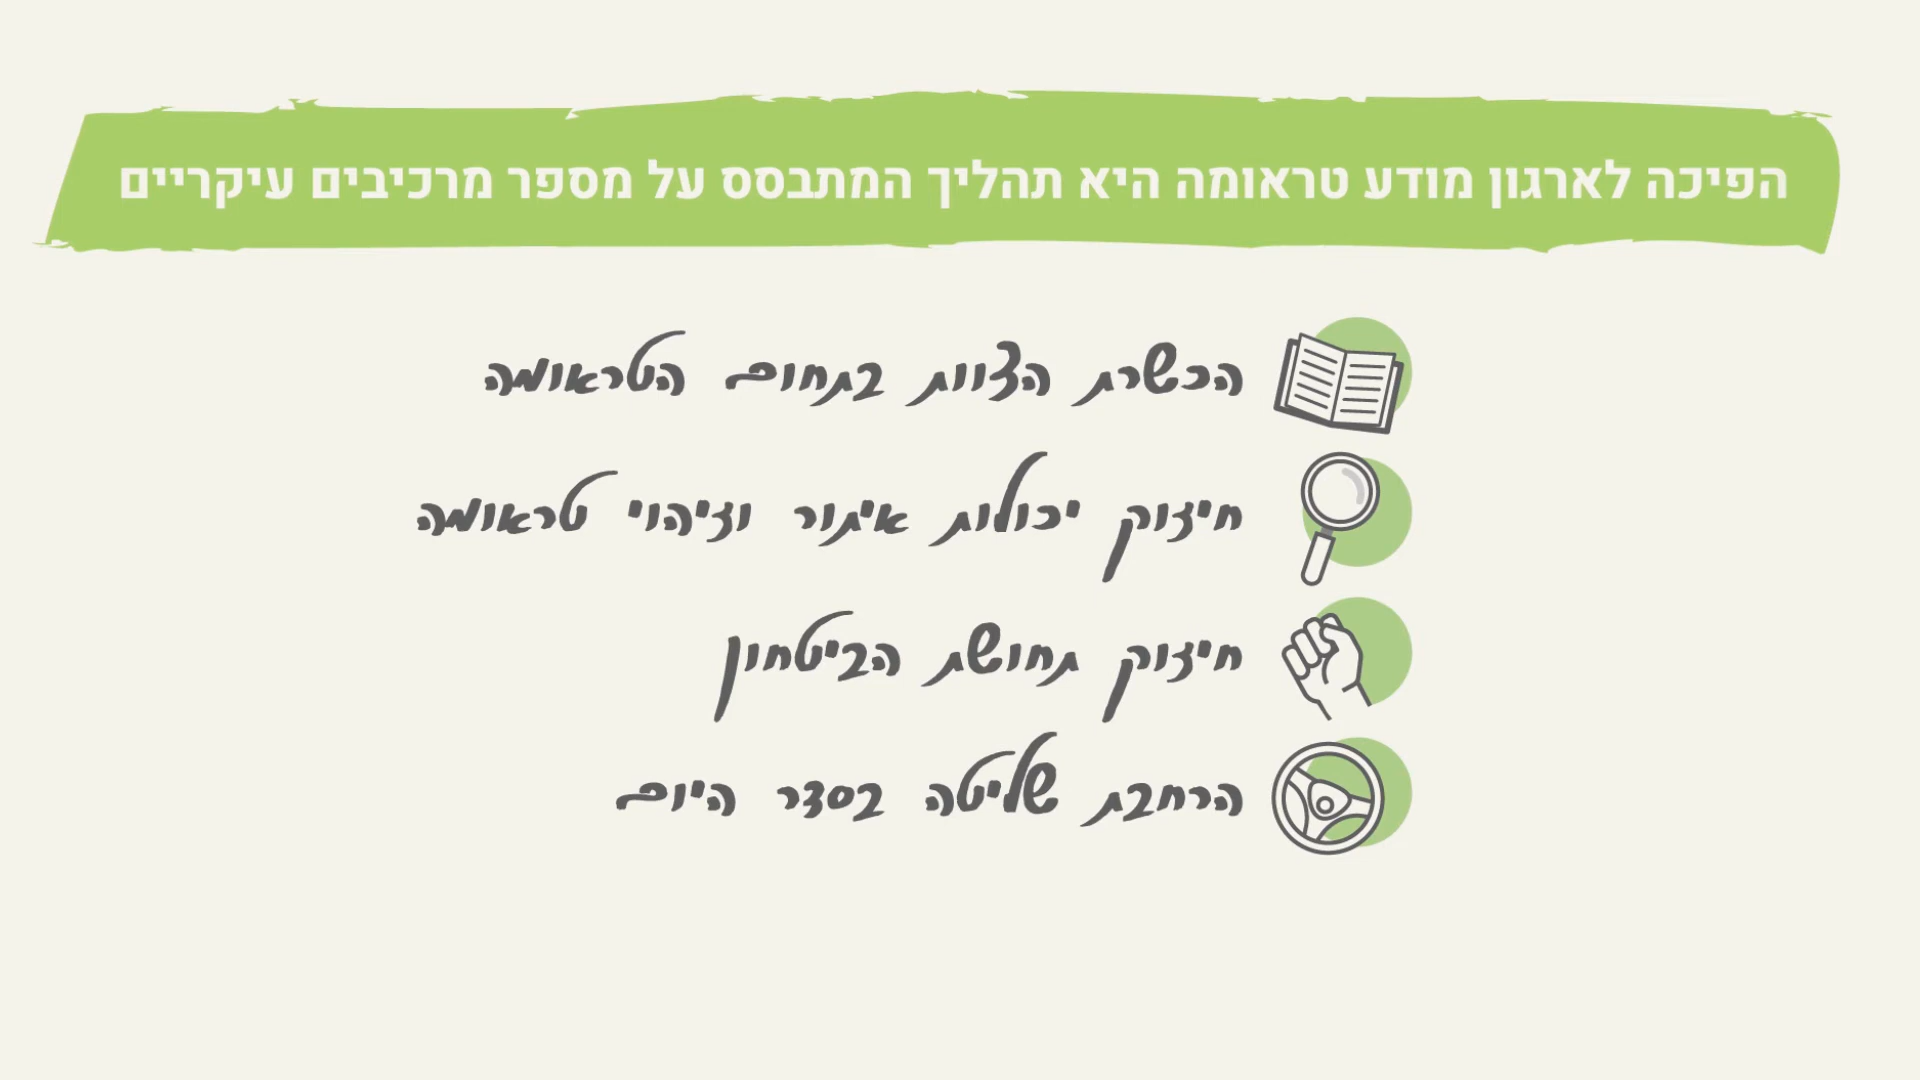 הפיכה לארגון מודע טראומה היא תהליך המתבסס על מספר מרכיבים עיקריים
הכשרת הצוות בתחום הטראומה
חיזוק יכולות איתור וזיהוי טראומה
חיזוק תחושת הביטחון
הרחבת שליטה בסדר היום